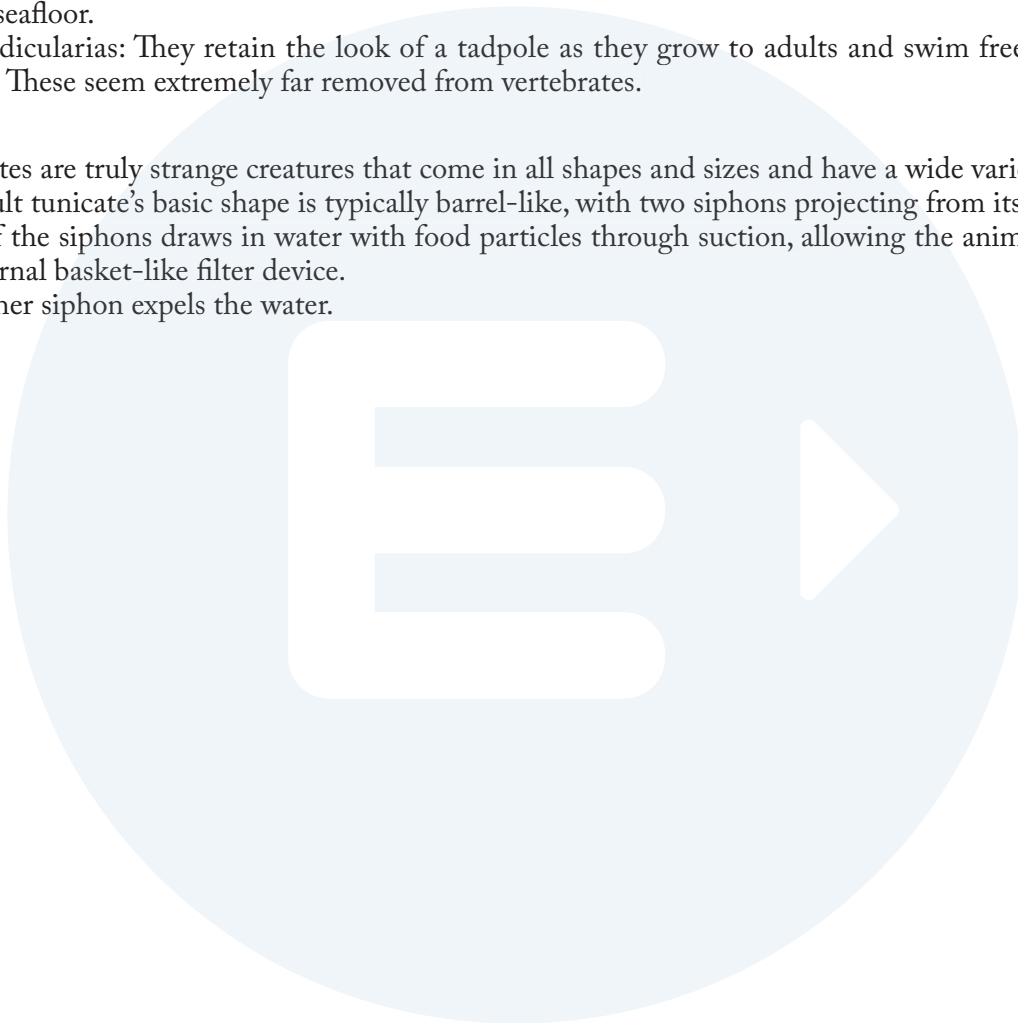 seafloor.
dicularias: They retain the look of a tadpole as they grow to adults and swim free
These seem extremely far removed from vertebrates.
tes are truly strange creatures that come in all shapes and sizes and have a wide vari
ult tunicate's basic shape is typically barrel-like, with two siphons projecting from its
f the siphons draws in water with food particles through suction, allowing the anim
rnal basket-like filter device.
her siphon expels the water.
E